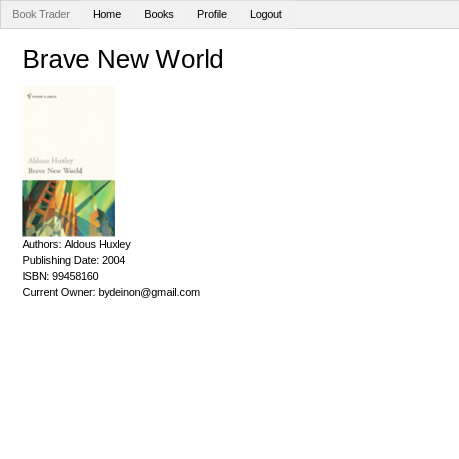 Book Trader Home Books Profile Logout
Brave New World
Aldous Huxley
Brave New World
Authors: Aldous Huxley
Publishing Date: 2004
ISBN: 99458160
Current Owner: bydeinon@gmail.com